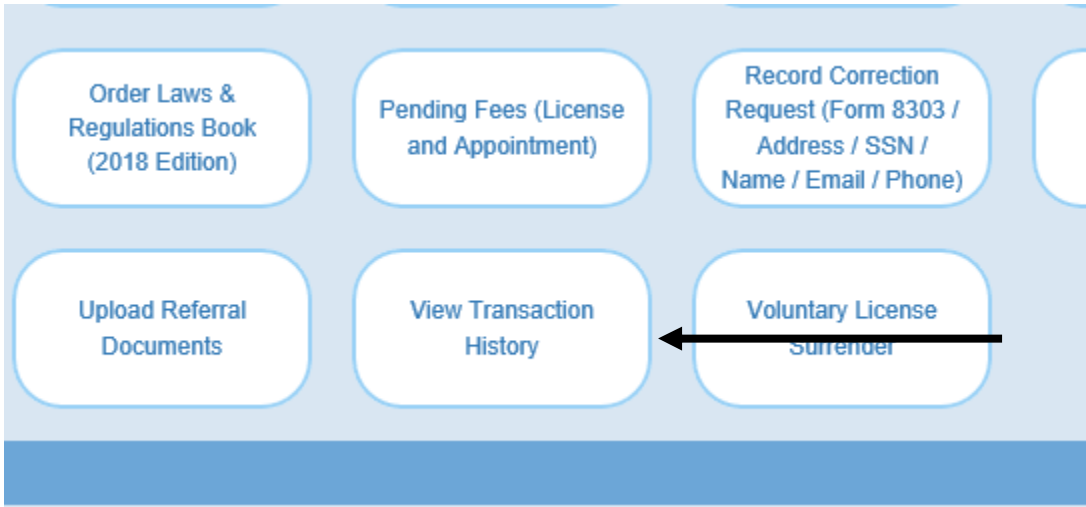 Order Laws &
Regulations Book
(2018 Edition)
Pending Fees (License
and Appointment)
Record Correction
Request (Form 8303 /
Address / SSN /
Name / Email / Phone)
Upload Referral
Documents
View Transaction
History
Voluntary License
Surrender